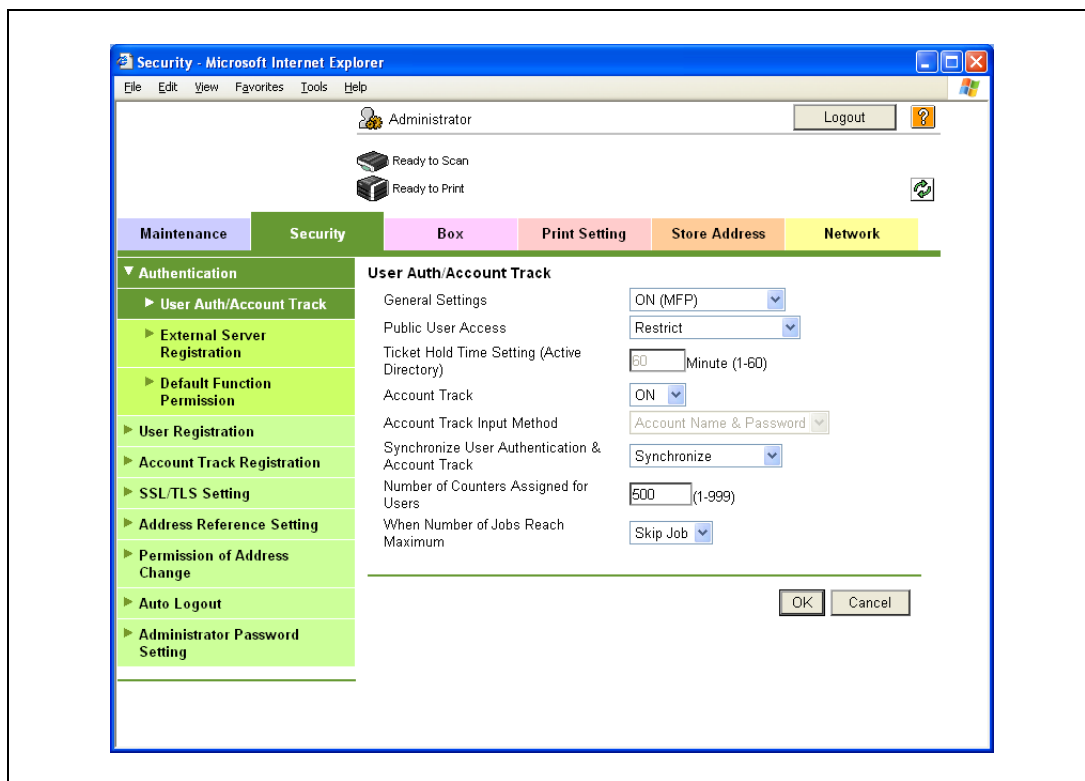 Security - Microsoft Internet Explorer
File Edit View Favorites Tools Help
Administrator
Logout
?
Ready to Scan
Ready to Print
Maintenance Security Box Print Setting Store Address Network
Authentication
User Auth/Account Track
External Server
Registration
Default Function
Permission
User Registration
Account Track Registration
SSL/TLS Setting
Address Reference Setting
Permission of Address
Change
Auto Logout
Administrator Password
Setting
User Auth/Account Track
General Settings ON (MFP)
Public User Access Restrict
Ticket Hold Time Setting (Active
Directory) 60 Minute (1-60)
Account Track ON
Account Track Input Method Account Name & Password
Synchronize User Authentication &
Account Track Synchronize
Number of Counters Assigned for
Users 500 (1-999)
When Number of Jobs Reach
Maximum Skip Job
OK Cancel